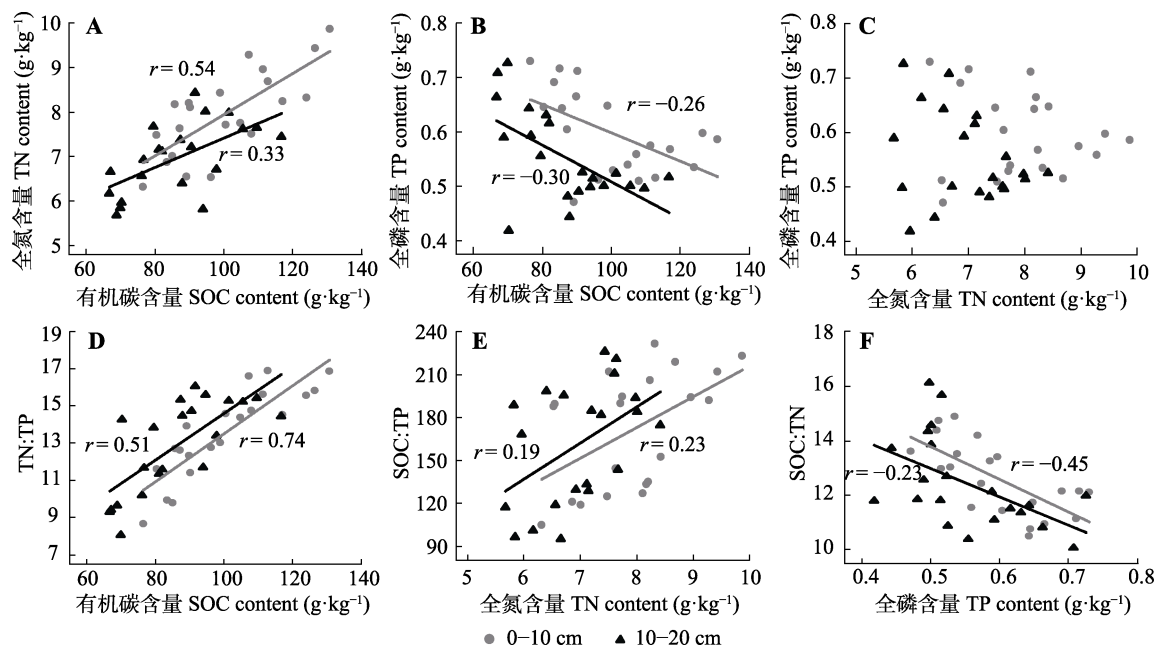 A
全氮含量 TN content (g·kg⁻¹)
10
9
8
7
6
5
r = 0.54
r = 0.33
60 80 100 120 140
有机碳含量 SOC content (g·kg⁻¹)
B
全磷含量 TP content (g·kg⁻¹)
0.8
0.7
0.6
0.5
0.4
r = −0.26
r = −0.30
60 80 100 120 140
有机碳含量 SOC content (g·kg⁻¹)
C
全磷含量 TP content (g·kg⁻¹)
0.8
0.7
0.6
0.5
0.4
5 6 7 8 9 10
全氮含量 TN content (g·kg⁻¹)
D
TN:TP
19
17
15
13
11
9
7
r = 0.51
r = 0.74
60 80 100 120 140
有机碳含量 SOC content (g·kg⁻¹)
E
SOC:TP
240
210
180
150
120
90
r = 0.19
r = 0.23
5 6 7 8 9 10
全氮含量 TN content (g·kg⁻¹)
F
SOC:TN
18
16
14
12
10
r = −0.23
r = −0.45
0.4 0.5 0.6 0.7 0.8
全磷含量 TP content (g·kg⁻¹)
0−10 cm 10−20 cm